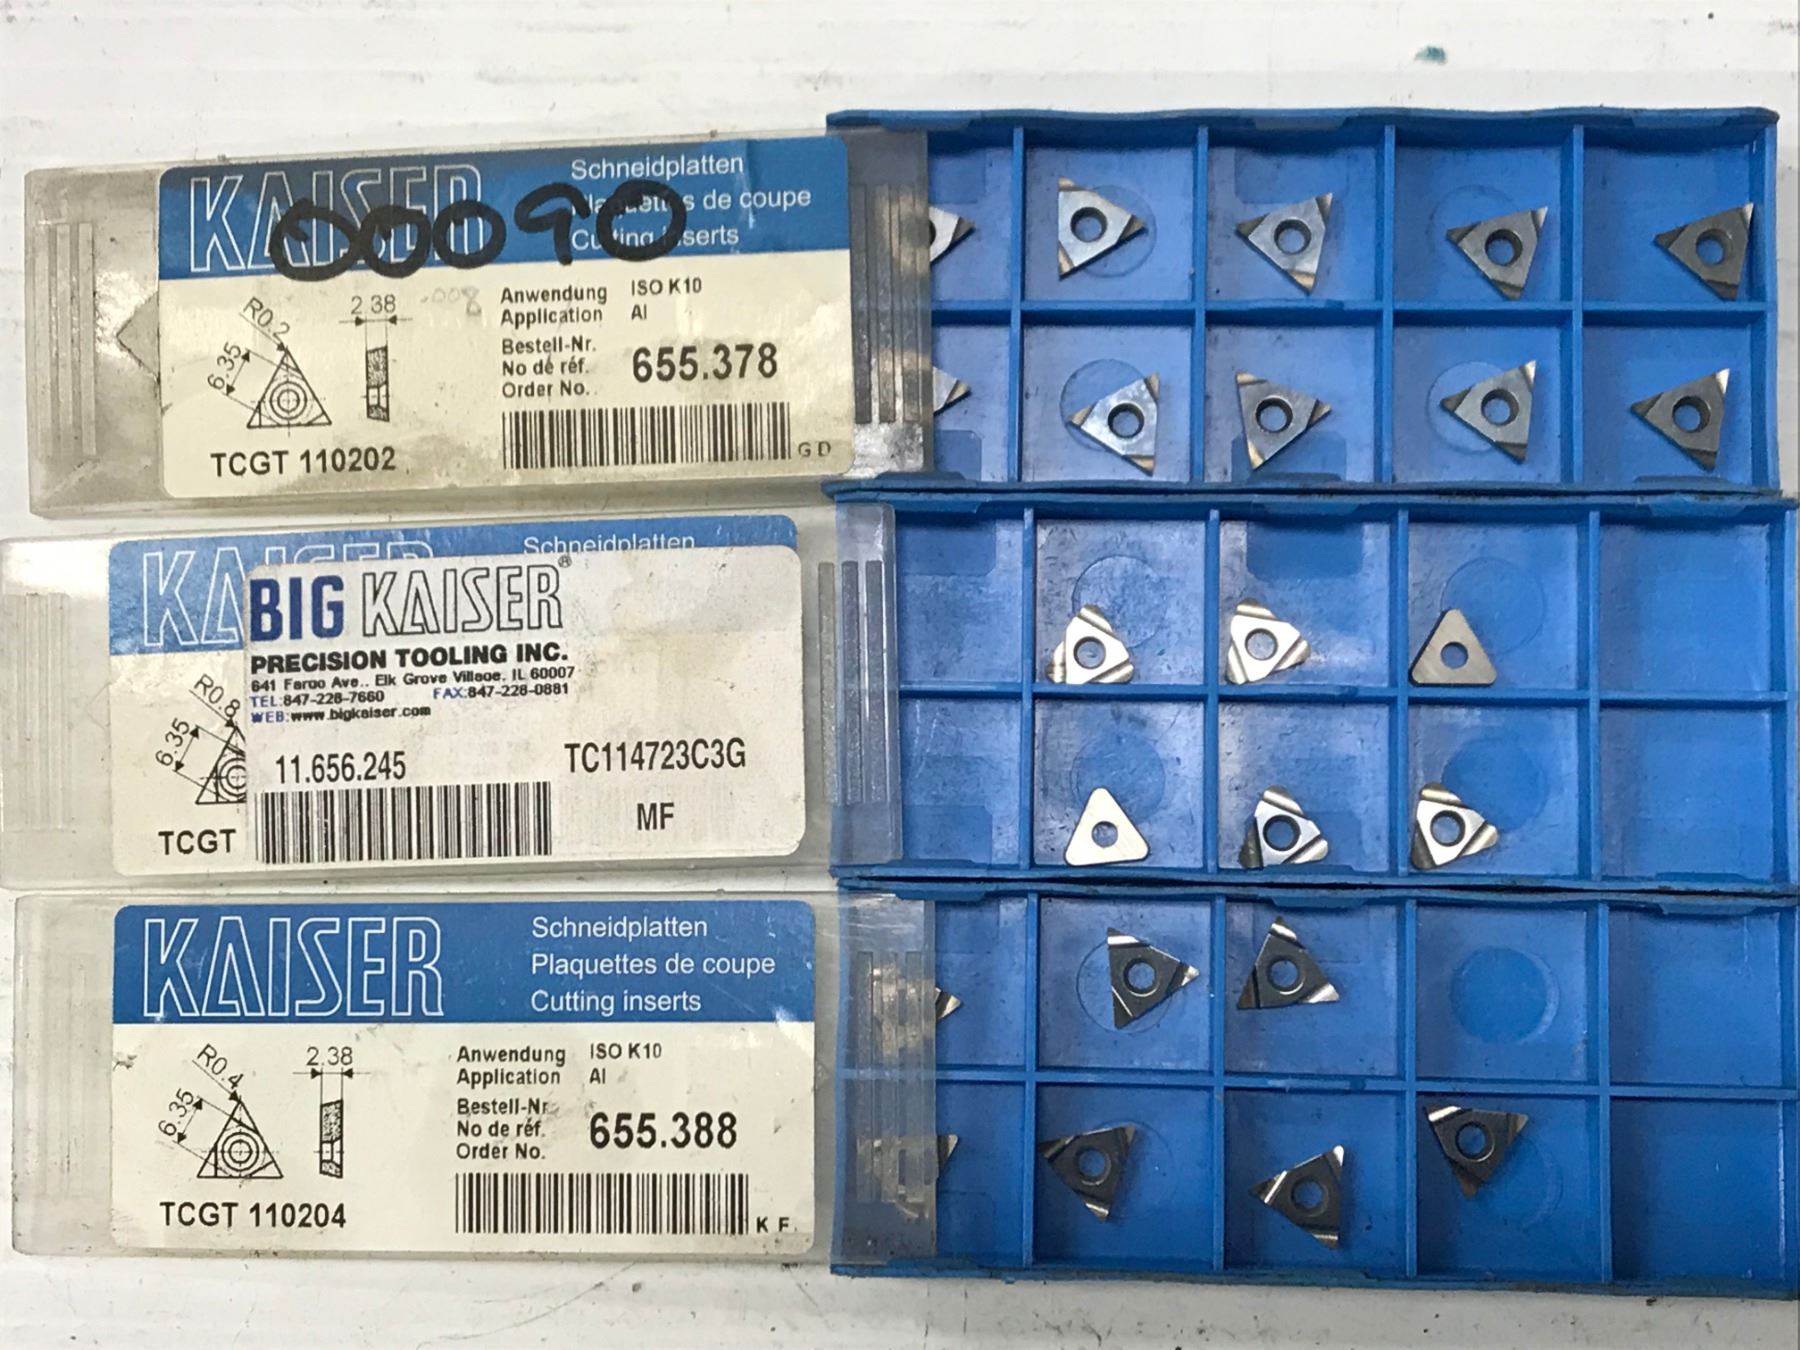 KAISER
00090
Schneidplatten
Plaquettes de coupe
Cutting inserts
R0.2
2.38
.008
6.35
TCGT 110202
Anwendung ISO K10
Application Al
Bestell-Nr.
No de réf. 655.378
Order No.
GD
Schneidplatten
BIG KAISER®
PRECISION TOOLING INC.
641 Fargo Ave., Elk Grove Village, IL 60007
TEL:847-228-7660 FAX:847-228-0881
WEB:www.bigkaiser.com
R0.8
6.35
TCGT
11.656.245
TC114723C3G
MF
KAISER
Schneidplatten
Plaquettes de coupe
Cutting inserts
R0.4
2.38
6.35
TCGT 110204
Anwendung ISO K10
Application Al
Bestell-Nr.
No de réf. 655.388
Order No.
KF